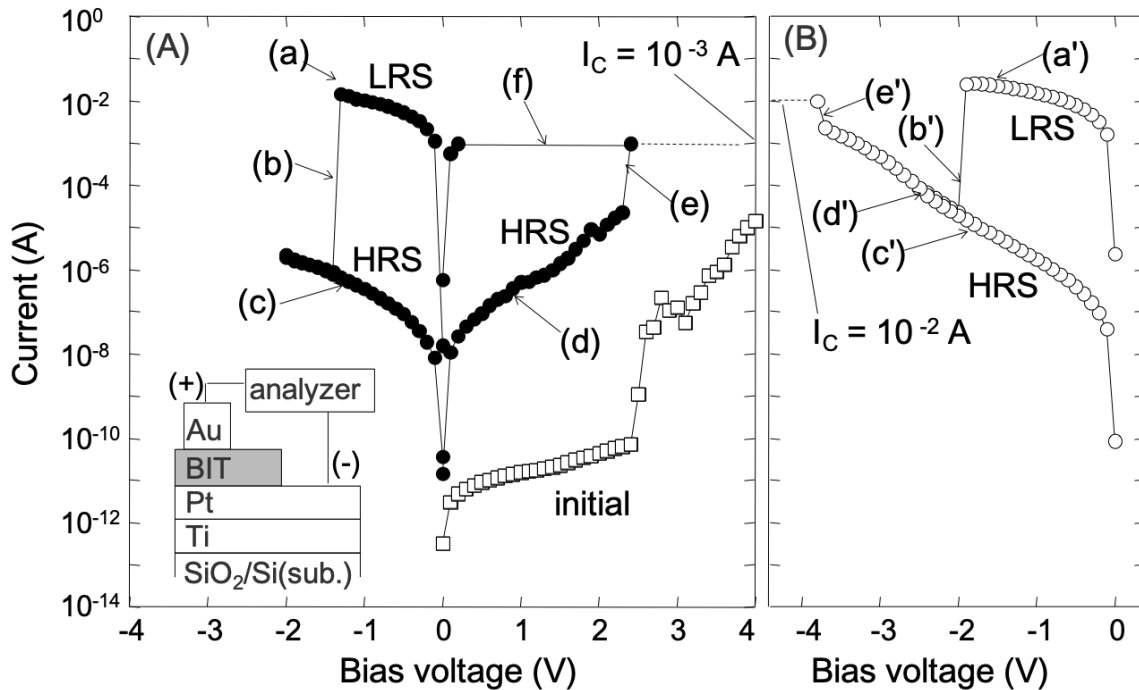 10⁰
10⁻²
10⁻⁴
10⁻⁶
10⁻⁸
10⁻¹⁰
10⁻¹²
10⁻¹⁴
Current (A)
(A)
(a)
LRS
I_C = 10⁻³ A
(f)
(b)
(e)
HRS
HRS
(c)
(d)
initial
(+)
analyzer
Au
BIT
(-)
Pt
Ti
SiO₂/Si(sub.)
-4 -3 -2 -1 0 1 2 3 4
Bias voltage (V)
(B)
(a')
(e')
(b')
LRS
(d')
(c')
HRS
I_C = 10⁻² A
-4 -3 -2 -1 0
Bias voltage (V)